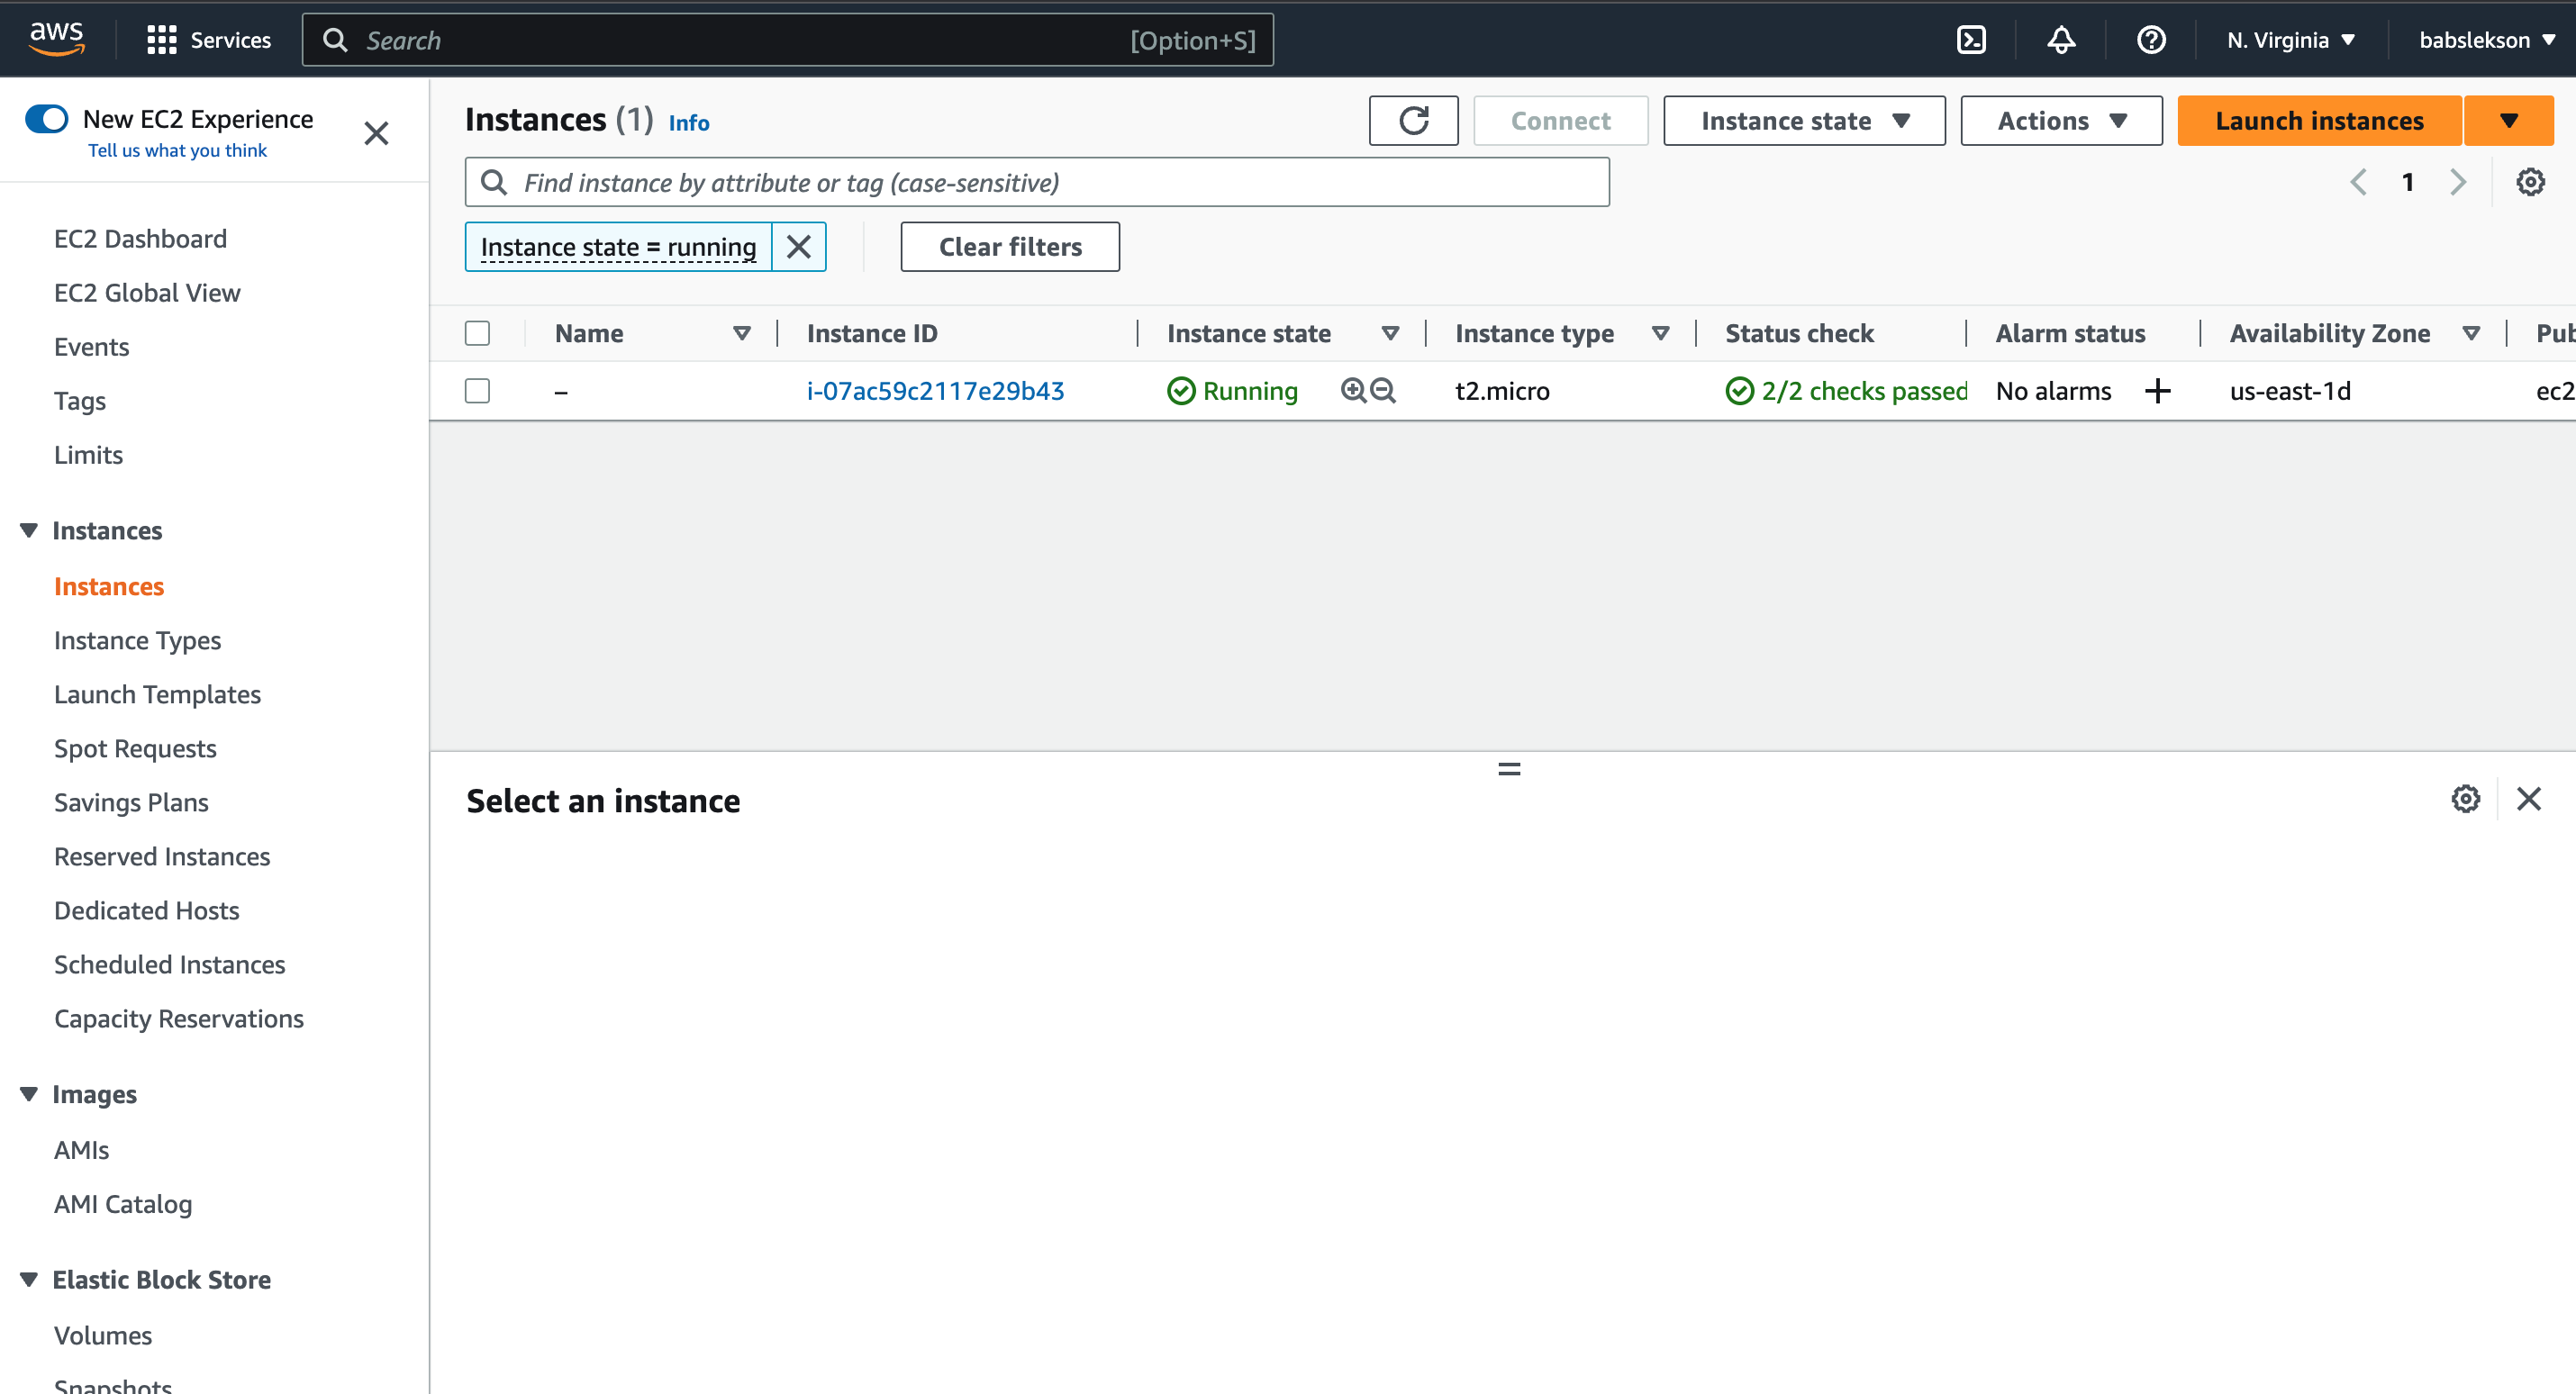 aws
Services
Search
[Option+S]
N. Virginia
babslekson
New EC2 Experience
Tell us what you think
EC2 Dashboard
EC2 Global View
Events
Tags
Limits
Instances
Instances
Instance Types
Launch Templates
Spot Requests
Savings Plans
Reserved Instances
Dedicated Hosts
Scheduled Instances
Capacity Reservations
Images
AMIs
AMI Catalog
Elastic Block Store
Volumes
Snapshots
Instances (1) Info
Connect
Instance state
Actions
Launch instances
Find instance by attribute or tag (case-sensitive)
1
Instance state = running
Clear filters
Name Instance ID Instance state Instance type Status check Alarm status Availability Zone Pub
– i-07ac59c2117e29b43 Running t2.micro 2/2 checks passed No alarms + us-east-1d ec2
Select an instance